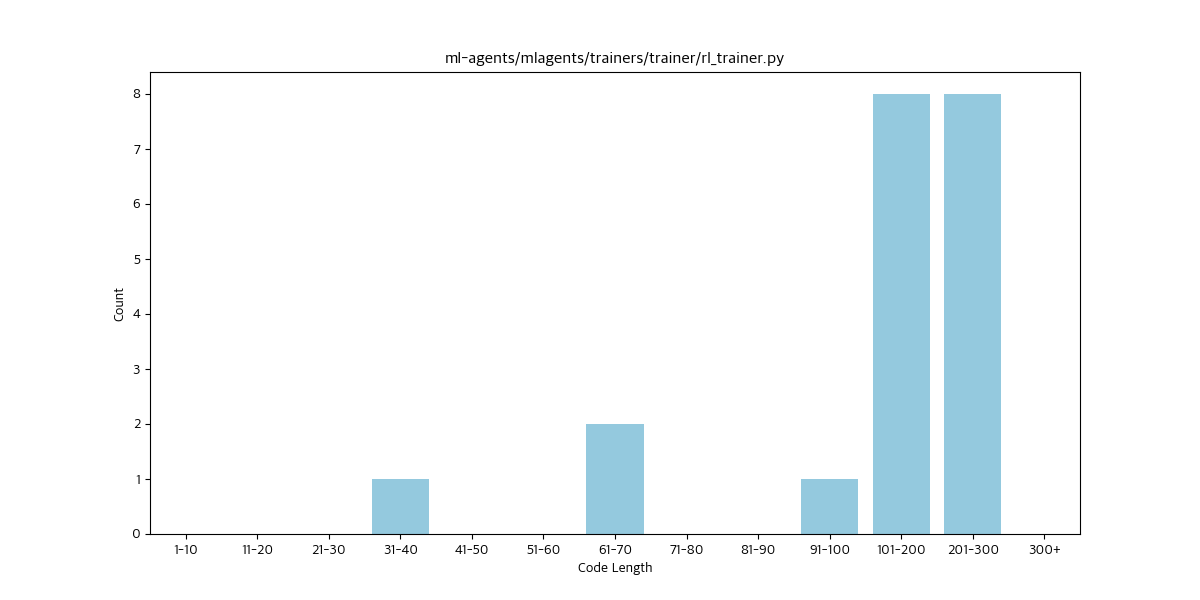 ml-agents/mlagents/trainers/trainer/rl_trainer.py
8
7
6
5
4
3
2
1
0
Count
1-10 11-20 21-30 31-40 41-50 51-60 61-70 71-80 81-90 91-100 101-200 201-300 300+
Code Length